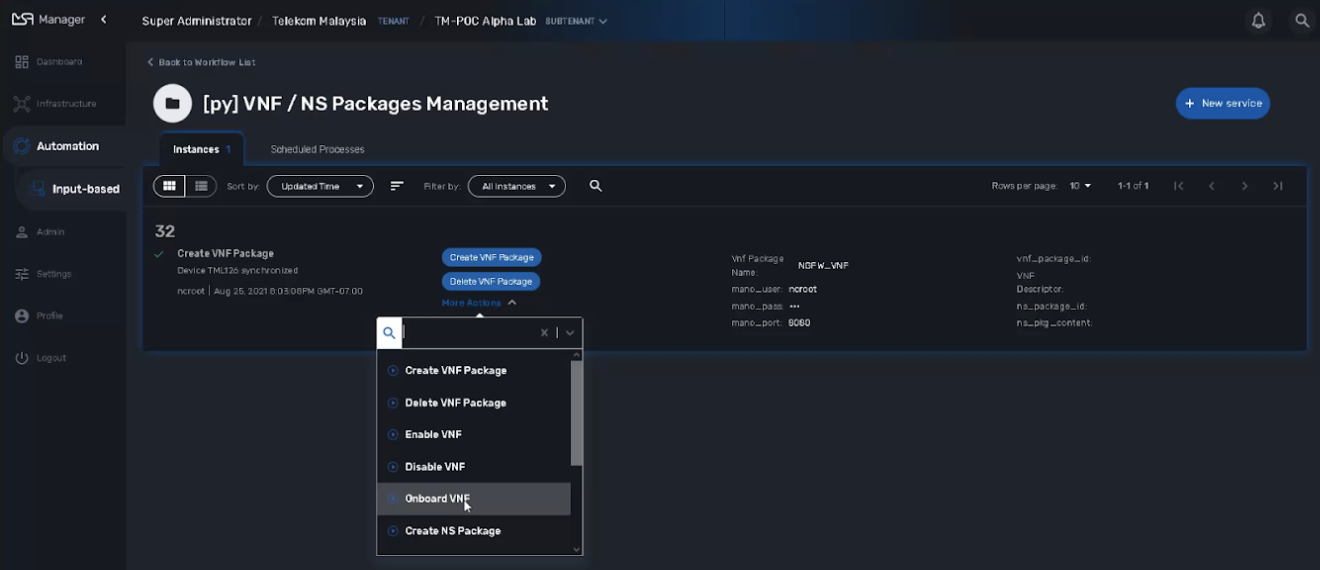 MSA Manager
Super Administrator / Telekom Malaysia TENANT / TM-POC Alpha Lab SUBTENANT
Dashboard
Infrastructure
Automation
Input-based
Admin
Settings
Profile
Logout
Back to Workflow List
[py] VNF / NS Packages Management
+ New service
Instances 1 Scheduled Processes
Sort by: Updated Time Filter by: All Instances Rows per page: 10 1-1 of 1
32
Create VNF Package
Device TML126 synchronized
ncroot | Aug 25, 2021 8:03:08PM GMT-07:00
Create VNF Package
Delete VNF Package
More Actions
Create VNF Package
Delete VNF Package
Enable VNF
Disable VNF
Onboard VNF
Create NS Package
Vnf Package
Name: NGFW_VNF
mano_user: ncroot
mano_pass: •••
mano_port: 8080
vnf_package_id:
VNF
Descriptor:
ns_package_id:
ns_pkg_content: